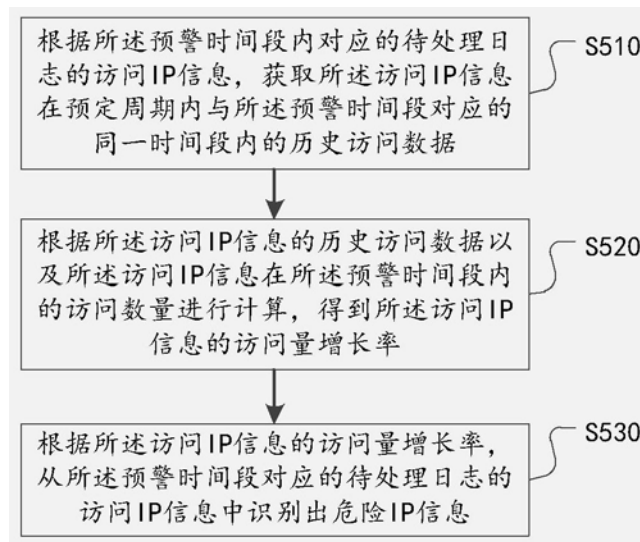 根据所述预警时间段内对应的待处理日
志的访问IP信息，获取所述访问IP信息
在预定周期内与所述预警时间段对应的
同一时间段内的历史访问数据
S510
根据所述访问IP信息的历史访问数据以
及所述访问IP信息在所述预警时间段内
的访问数量进行计算，得到所述访问IP
信息的访问量增长率
S520
根据所述访问IP信息的访问量增长率，
从所述预警时间段对应的待处理日志的
访问IP信息中识别出危险IP信息
S530